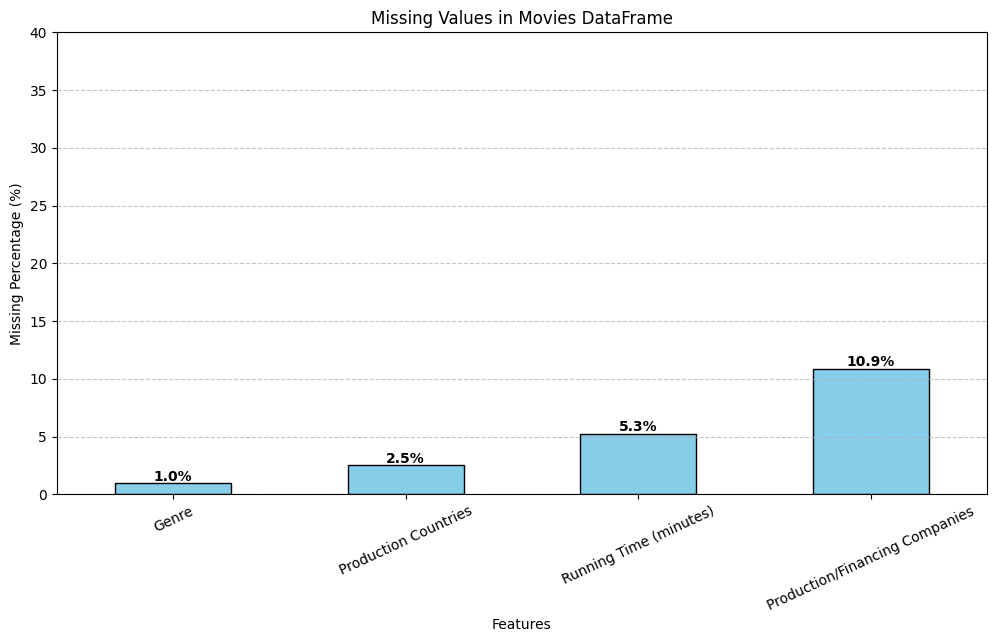 Missing Values in Movies DataFrame
Missing Percentage (%)
40
35
30
25
20
15
10
5
0
1.0%
2.5%
5.3%
10.9%
Genre
Production Countries
Running Time (minutes)
Production/Financing Companies
Features